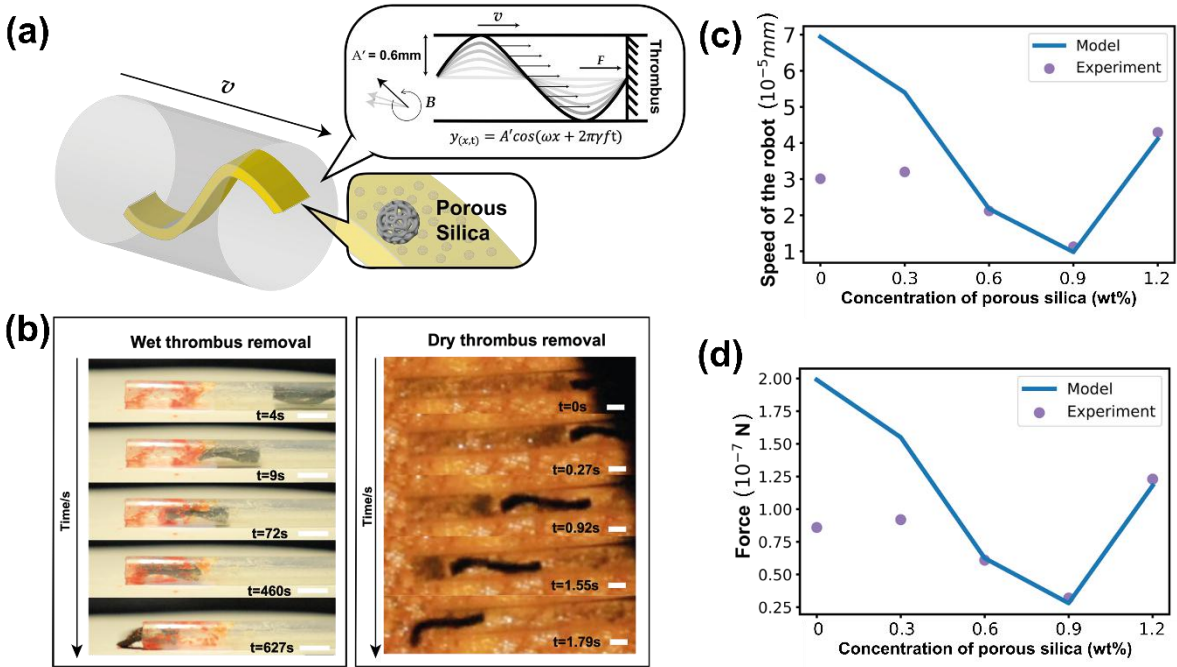 (a)
v
v
A' = 0.6mm
F
Thrombus
B
y(x,t) = A'cos(ωx + 2πγft)
Porous
Silica
(b)
Wet thrombus removal
Time/s
t=4s
t=9s
t=72s
t=460s
t=627s
Dry thrombus removal
Time/s
t=0s
t=0.27s
t=0.92s
t=1.55s
t=1.79s
(c)
Speed of the robot (10⁻⁵mm)
7
6
5
4
3
2
1
Model
Experiment
0 0.3 0.6 0.9 1.2
Concentration of porous silica (wt%)
(d)
Force (10⁻⁷ N)
2.00
1.75
1.50
1.25
1.00
0.75
0.50
0.25
Model
Experiment
0 0.3 0.6 0.9 1.2
Concentration of porous silica (wt%)